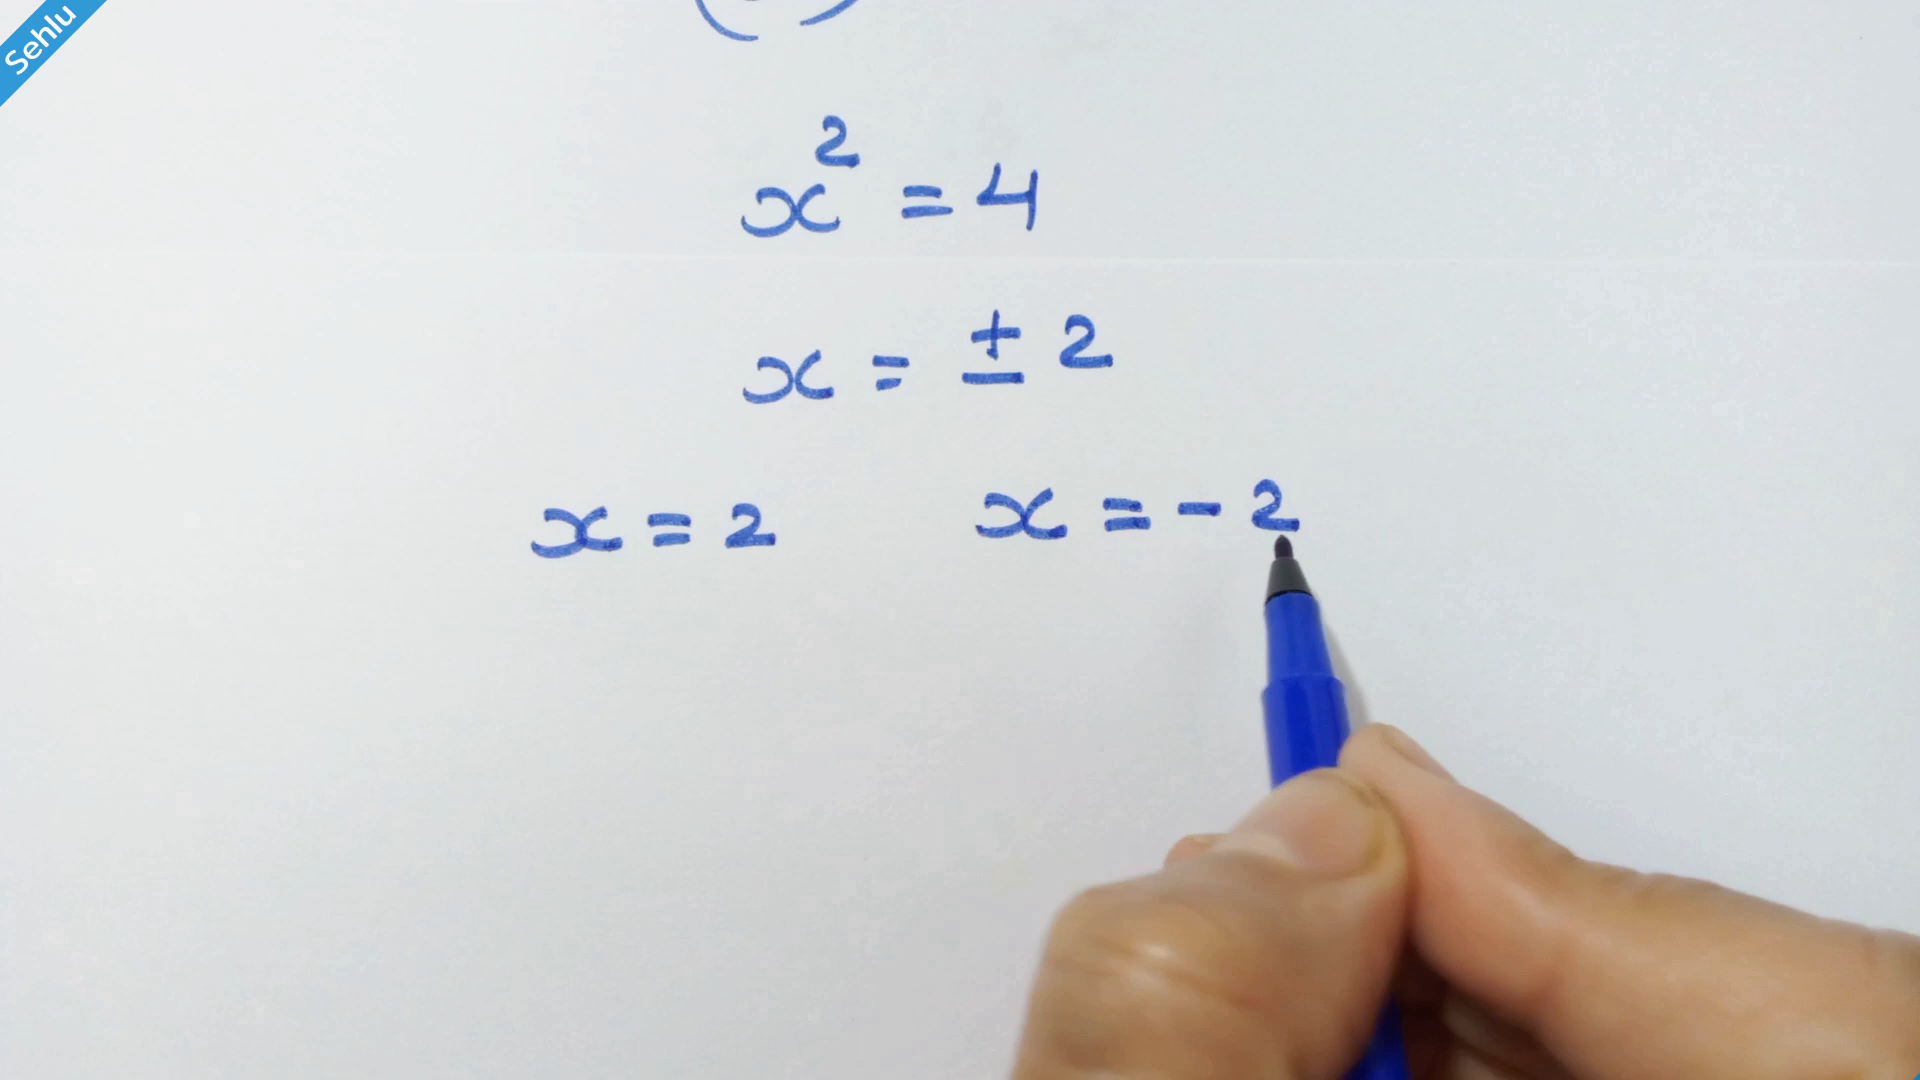 Sehlu
x² = 4
x = ± 2
x = 2 x = - 2